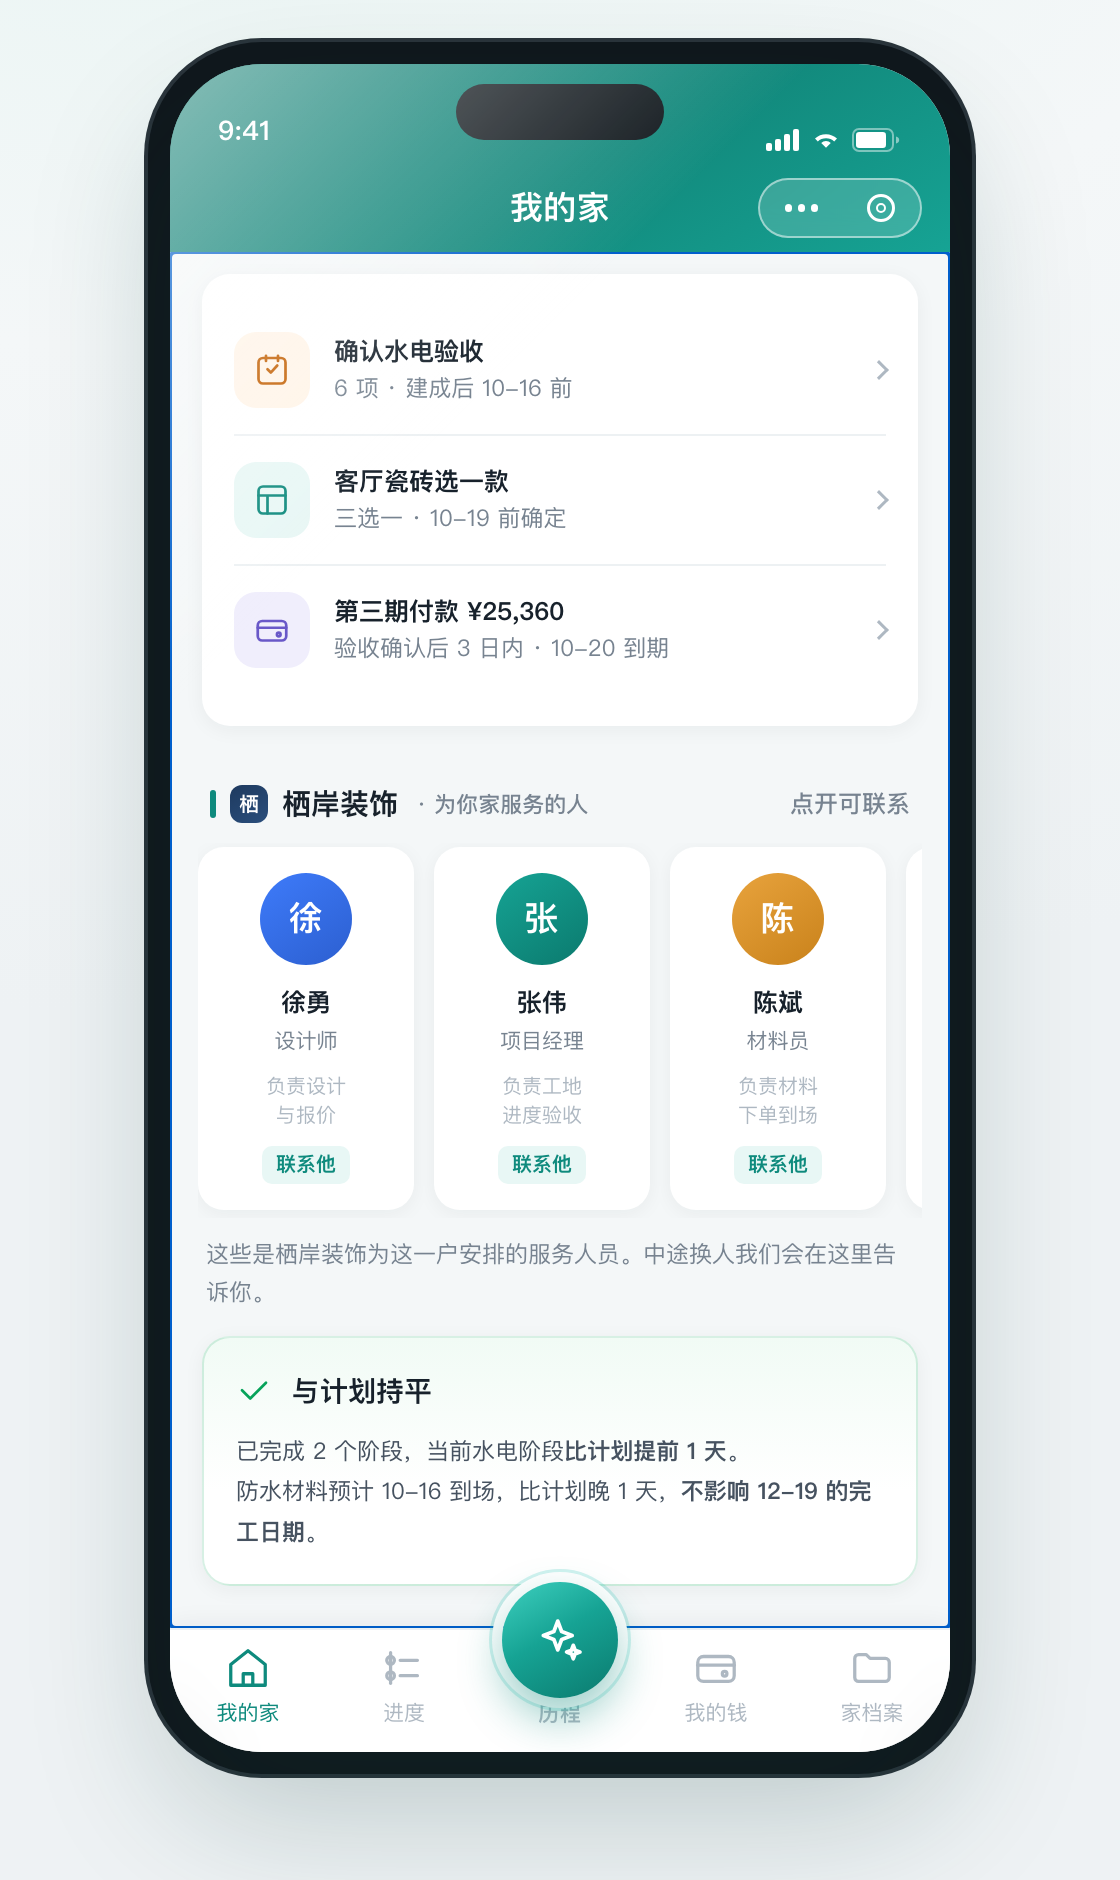 9:41
我的家
确认水电验收
6 项 · 建成后 10–16 前
客厅瓷砖选一款
三选一 · 10–19 前确定
第三期付款 ¥25,360
验收确认后 3 日内 · 10–20 到期
栖 栖岸装饰 · 为你家服务的人 点开可联系
徐 张 陈
徐勇 张伟 陈斌
设计师 项目经理 材料员
负责设计 负责工地 负责材料
与报价 进度验收 下单到场
联系他 联系他 联系他
这些是栖岸装饰为这一户安排的服务人员。中途换人我们会在这里告
诉你。
与计划持平
已完成 2 个阶段，当前水电阶段比计划提前 1 天。
防水材料预计 10–16 到场，比计划晚 1 天，不影响 12–19 的完
工日期。
我的家 进度 历程 我的钱 家档案